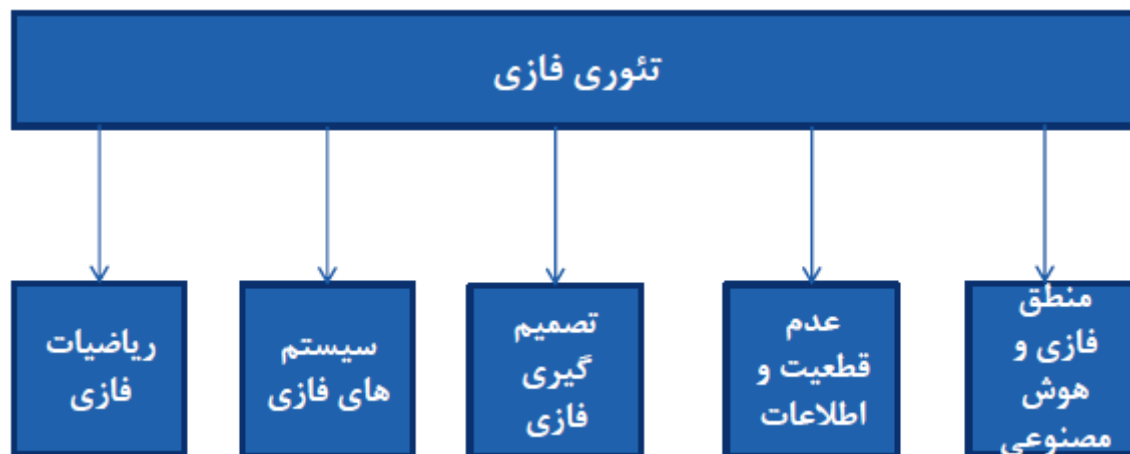 تئوری فازی
منطق
فازی و
هوش
مصنوعی
عدم
قطعیت و
اطلاعات
تصمیم
گیری
فازی
سیستم
های فازی
ریاضیات
فازی